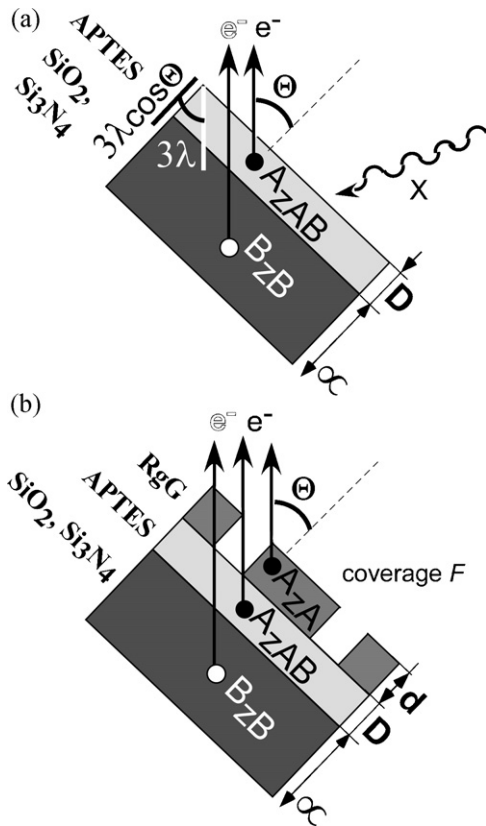 (a)
APTES
SiO2,
Si3N4
3λcosΘ
3λ
e- e-
Θ
AzAB
BzB
X
D
∝
(b)
RgG
APTES
SiO2, Si3N4
e- e-
Θ
AzA
coverage F
AzAB
BzB
d
D
∝